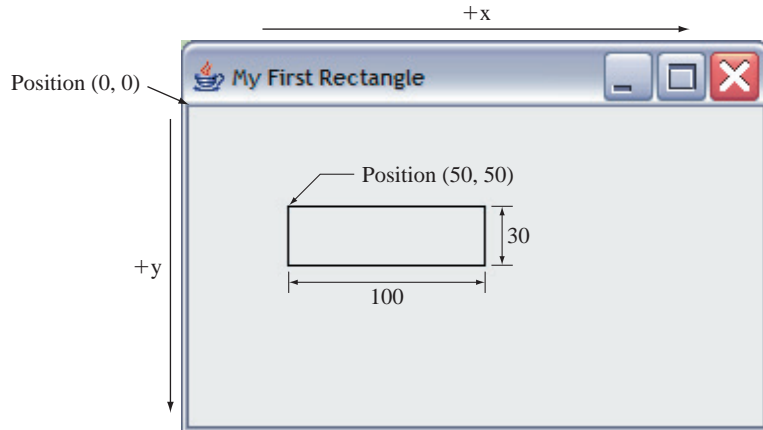 +x
My First Rectangle
Position (0, 0)
Position (50, 50)
30
+y
100